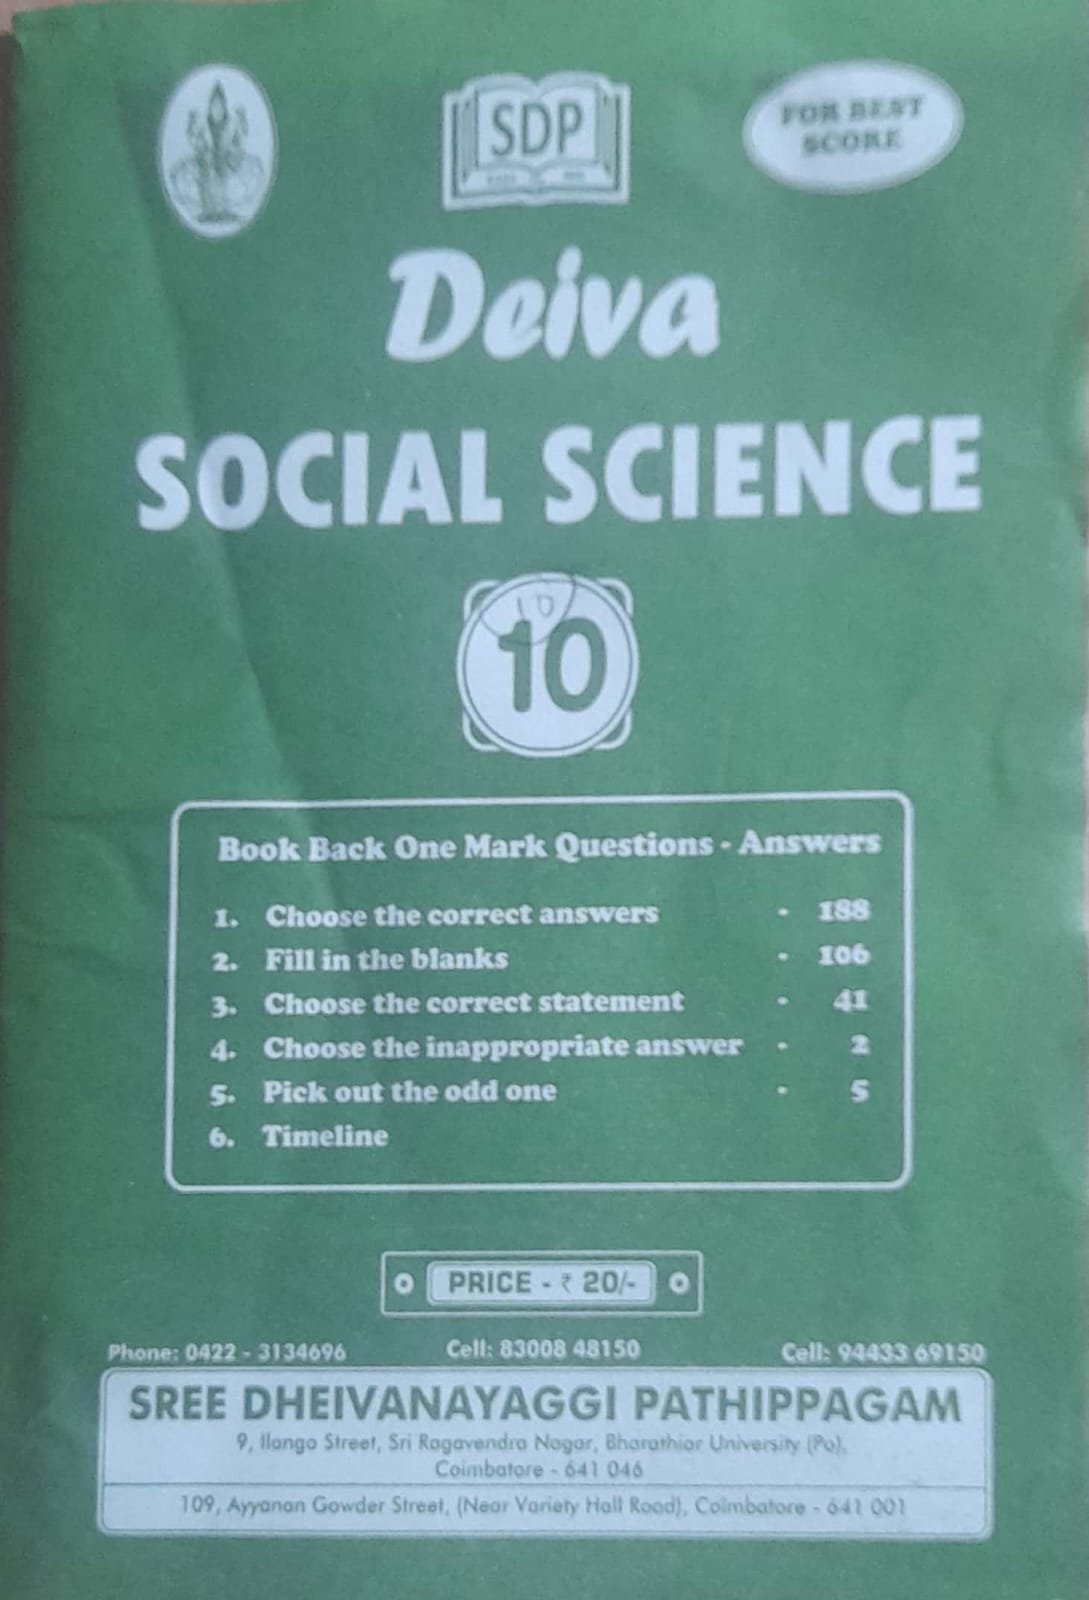 SDP
FOR BEST
SCORE
Deiva
SOCIAL SCIENCE
10
10
Book Back One Mark Questions - Answers
1. Choose the correct answers - 188
2. Fill in the blanks - 106
3. Choose the correct statement - 41
4. Choose the inappropriate answer - 2
5. Pick out the odd one - 5
6. Timeline
PRICE - ₹ 20/-
Phone: 0422 - 3134696 Cell: 83008 48150 Cell: 94433 69150
SREE DHEIVANAYAGGI PATHIPPAGAM
9, Ilango Street, Sri Ragavendra Nagar, Bharathiar University (Po),
Coimbatore - 641 046
109, Ayyanan Gowder Street, (Near Variety Hall Road), Coimbatore - 641 001